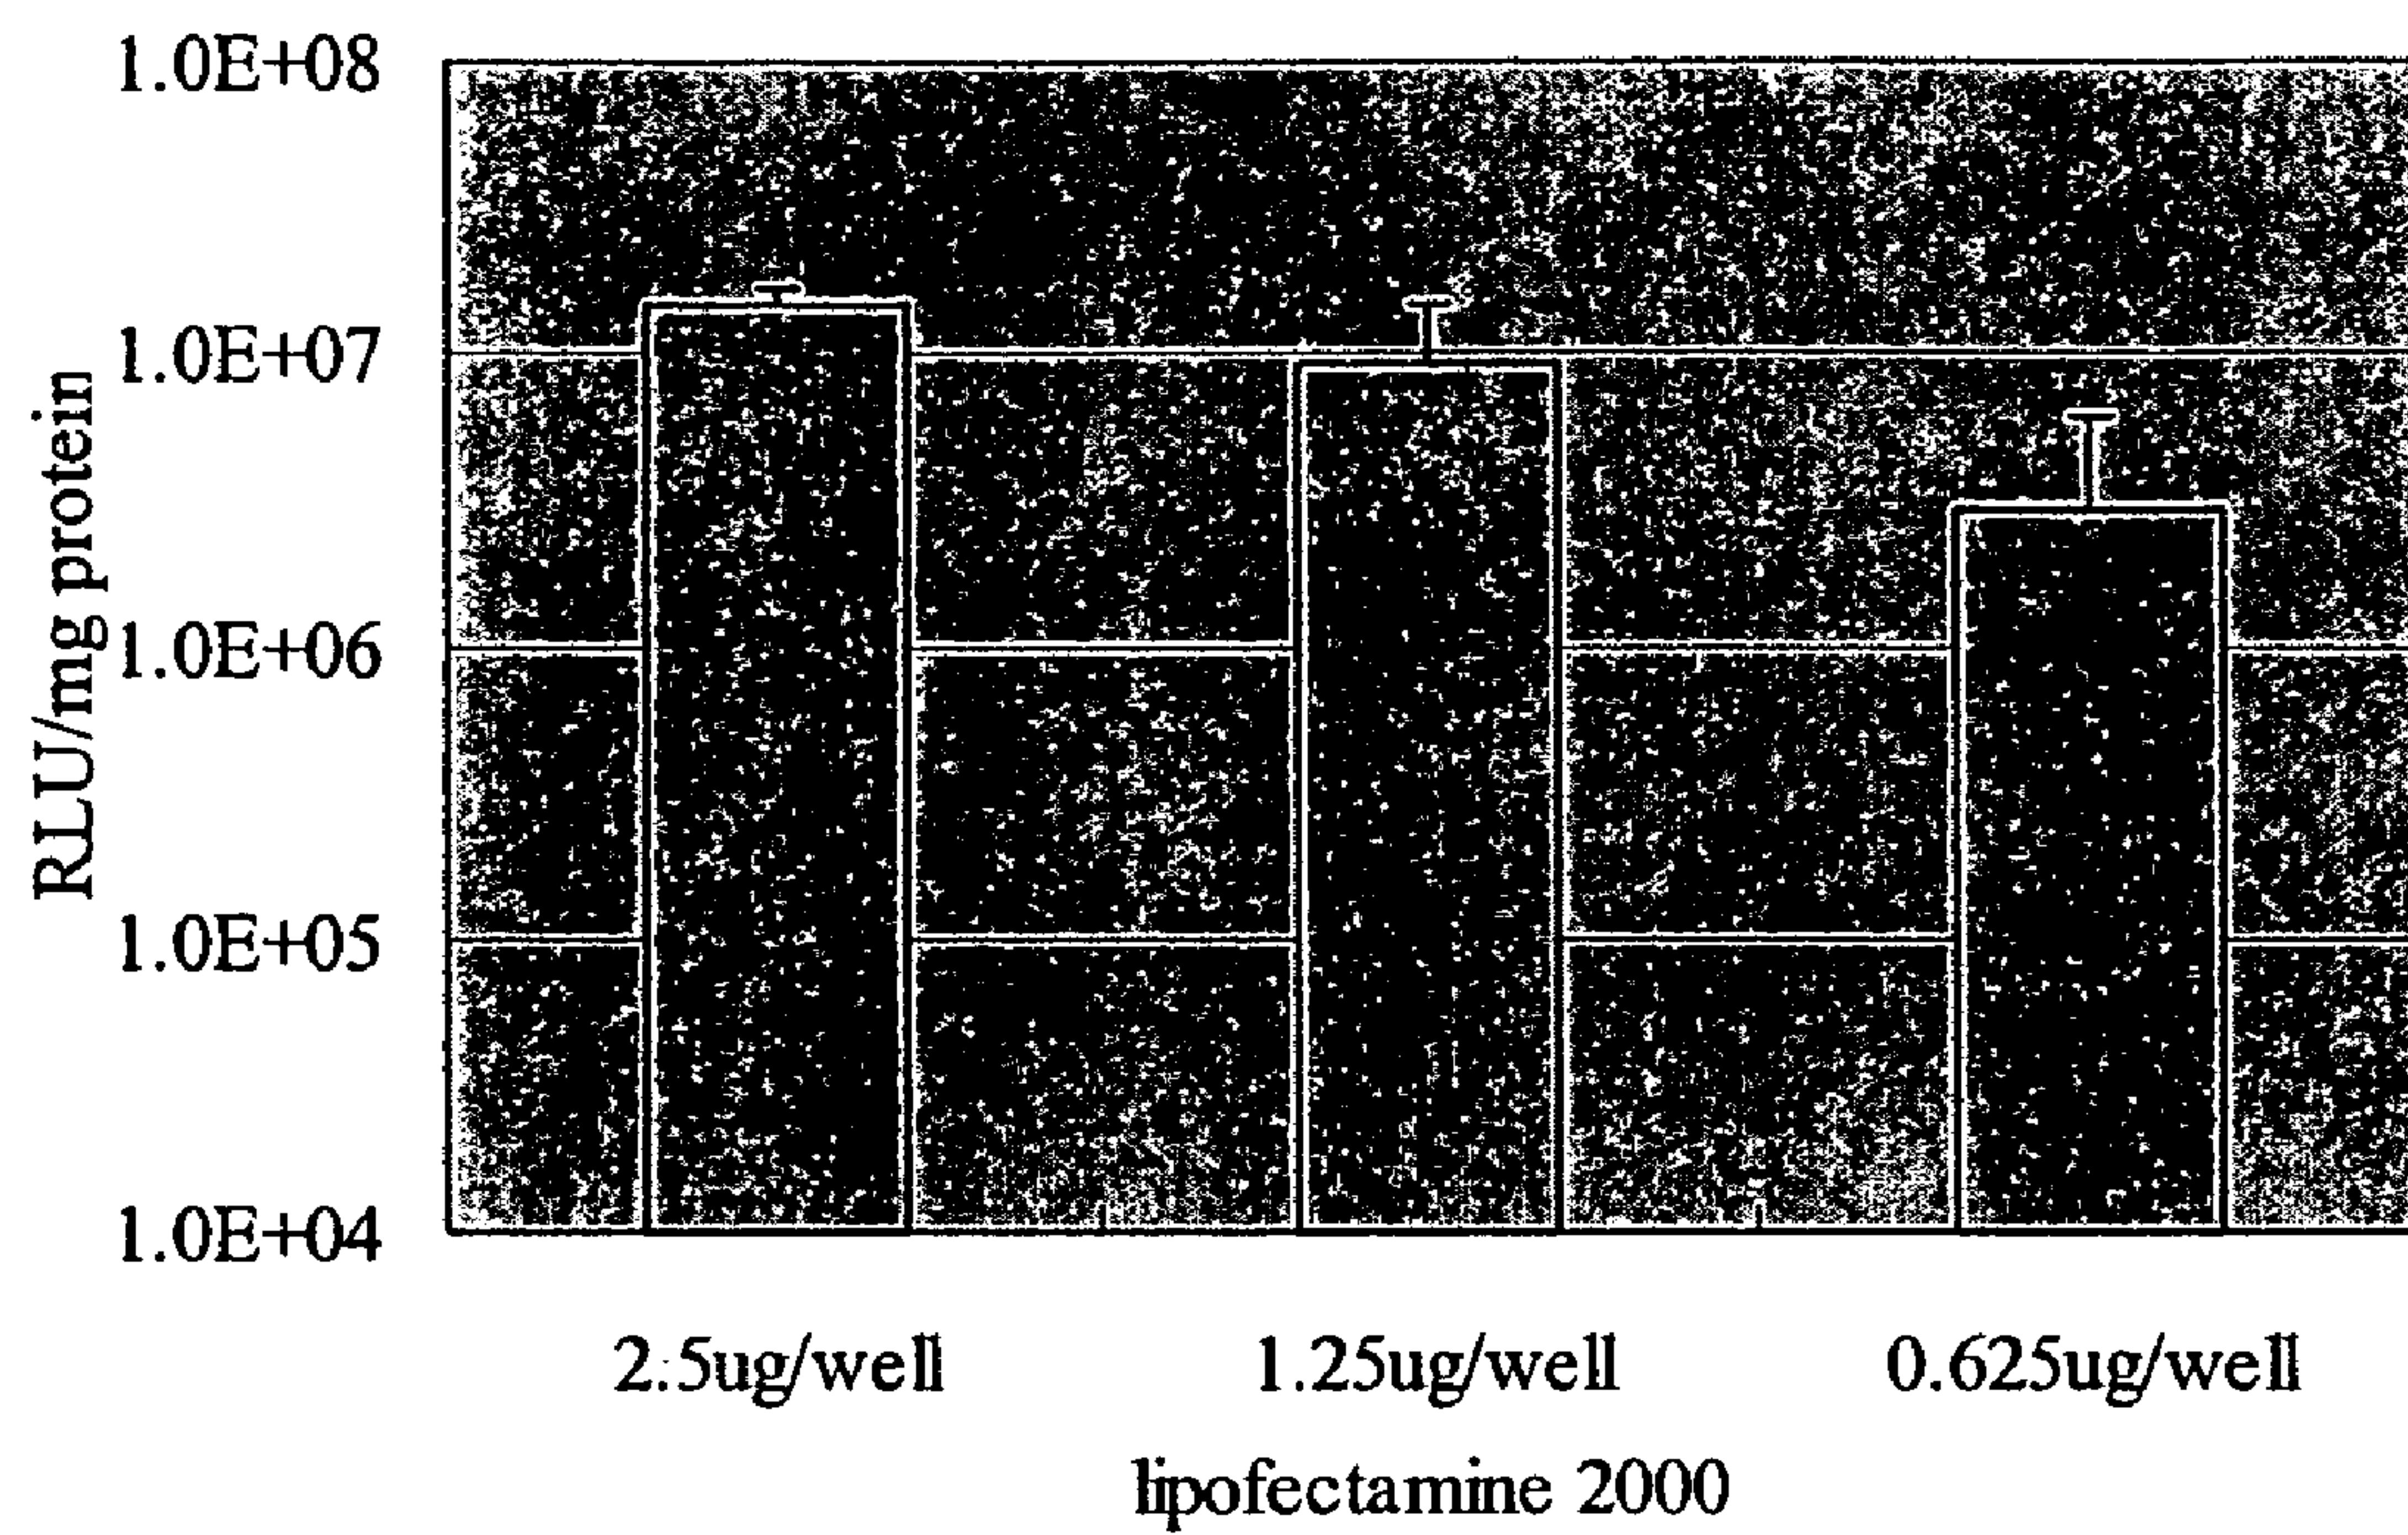 1.0E+08
1.0E+07
1.0E+06
1.0E+05
1.0E+04
RLU/mg protein
2.5ug/well
1.25ug/well
0.625ug/well
lipofectamine 2000